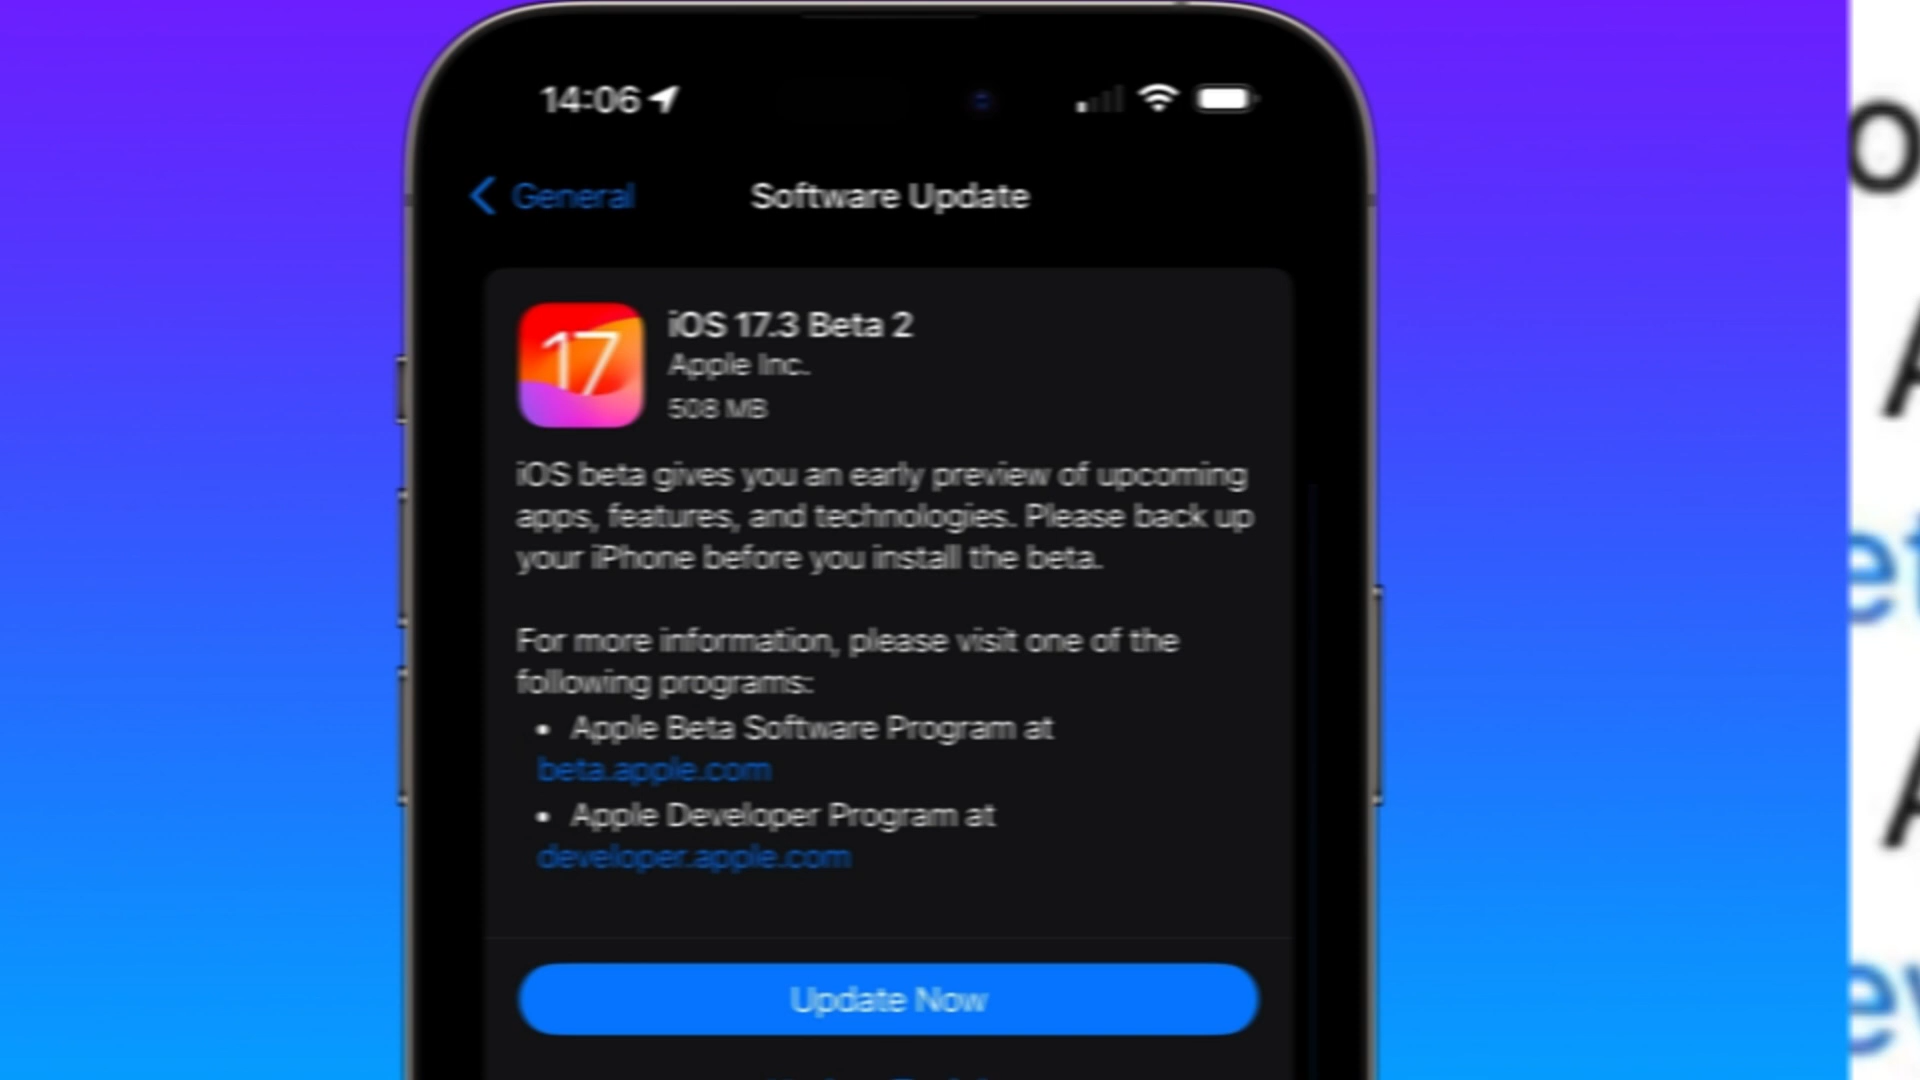 14:06
General
Software Update
17
iOS 17.3 Beta 2
Apple Inc.
508 MB
iOS beta gives you an early preview of upcoming
apps, features, and technologies. Please back up
your iPhone before you install the beta.
For more information, please visit one of the
following programs:
• Apple Beta Software Program at
beta.apple.com
• Apple Developer Program at
developer.apple.com
Update Now